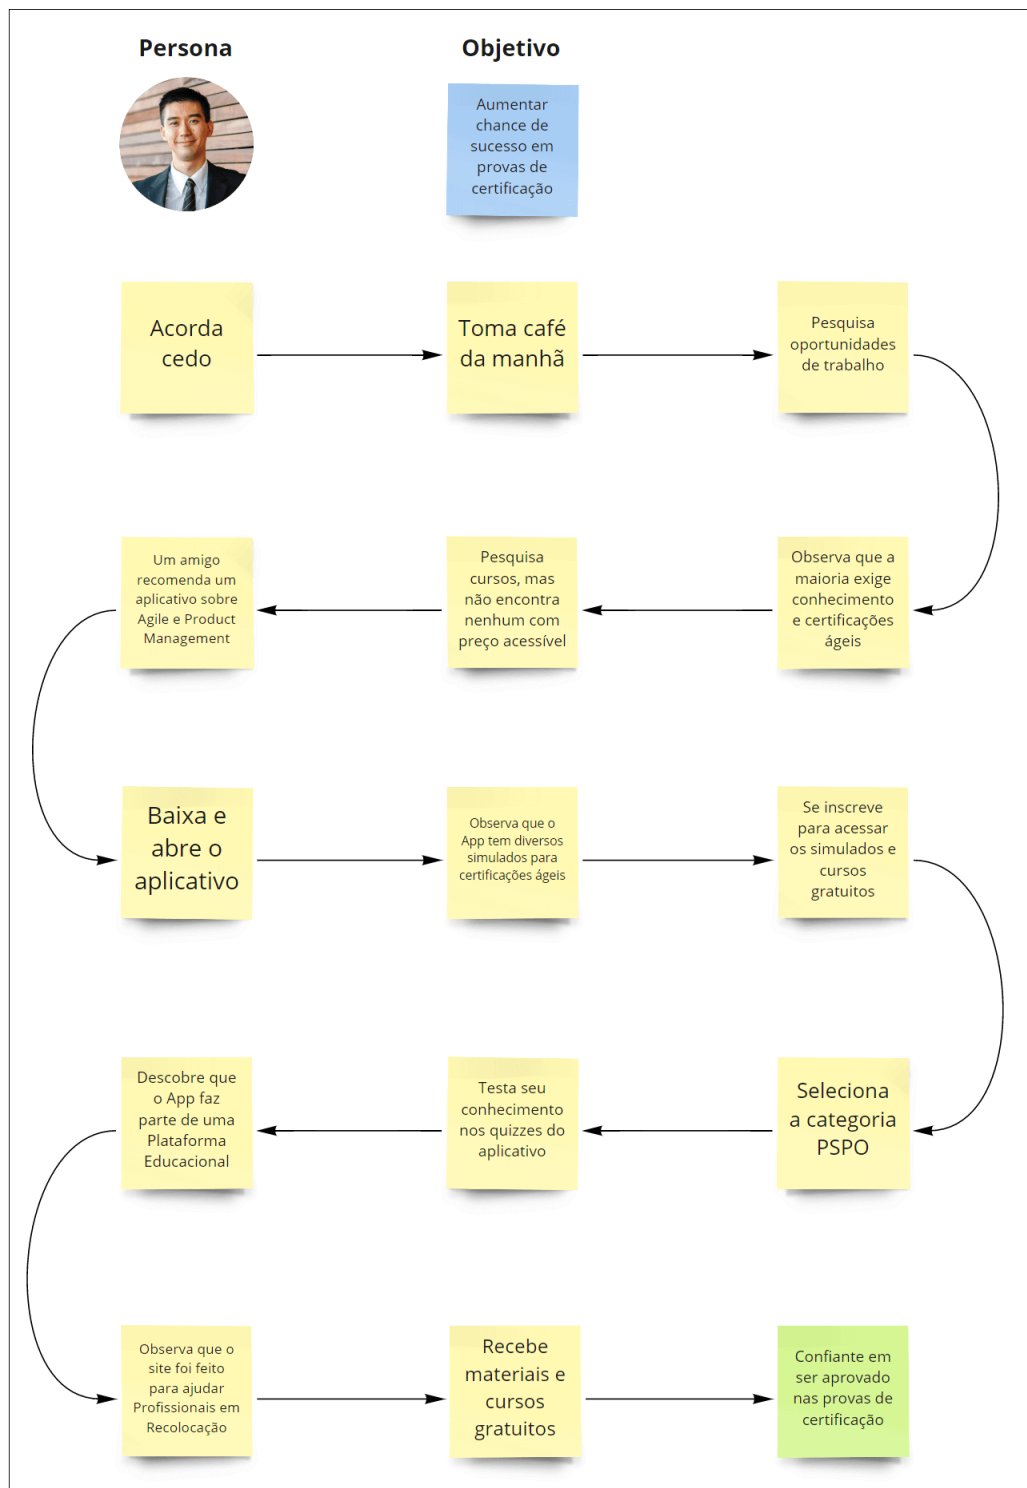 Persona
Objetivo
Aumentar
chance de
sucesso em
provas de
certificação
Acorda
cedo
Toma café
da manhã
Pesquisa
oportunidades
de trabalho
Observa que a
maioria exige
conhecimento
e certificações
ágeis
Pesquisa
cursos, mas
não encontra
nenhum com
preço acessível
Um amigo
recomenda um
aplicativo sobre
Agile e Product
Management
Baixa e
abre o
aplicativo
Observa que o
App tem diversos
simulados para
certificações ágeis
Se inscreve
para acessar
os simulados e
cursos
gratuitos
Seleciona
a categoria
PSPO
Testa seu
conhecimento
nos quizzes do
aplicativo
Descobre que
o App faz
parte de uma
Plataforma
Educacional
Observa que o
site foi feito
para ajudar
Profissionais em
Recolocação
Recebe
materiais e
cursos
gratuitos
Confiante em
ser aprovado
nas provas de
certificação